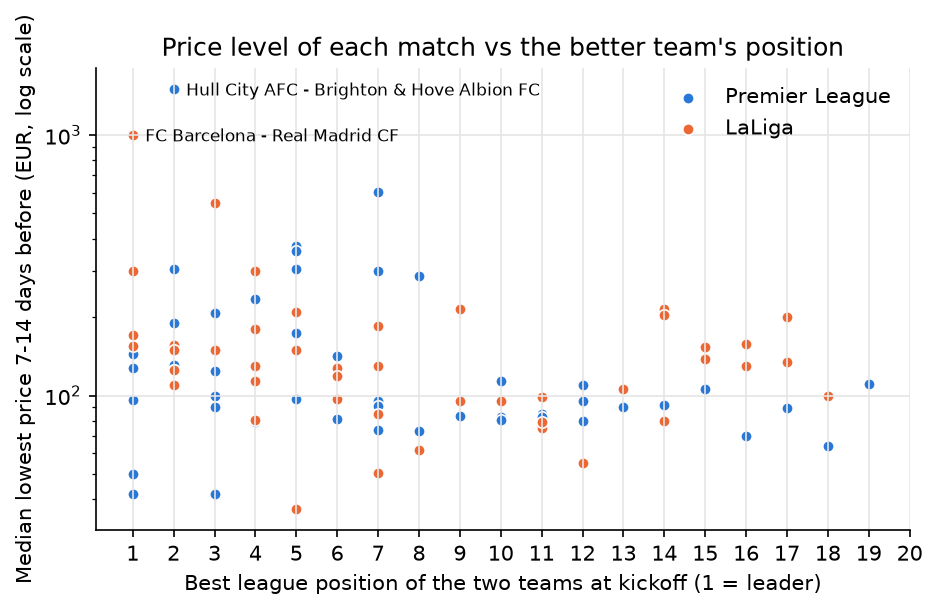 Price level of each match vs the better team's position
Median lowest price 7-14 days before (EUR, log scale)
Hull City AFC - Brighton & Hove Albion FC
FC Barcelona - Real Madrid CF
Premier League
LaLiga
10³
10²
1 2 3 4 5 6 7 8 9 10 11 12 13 14 15 16 17 18 19 20
Best league position of the two teams at kickoff (1 = leader)